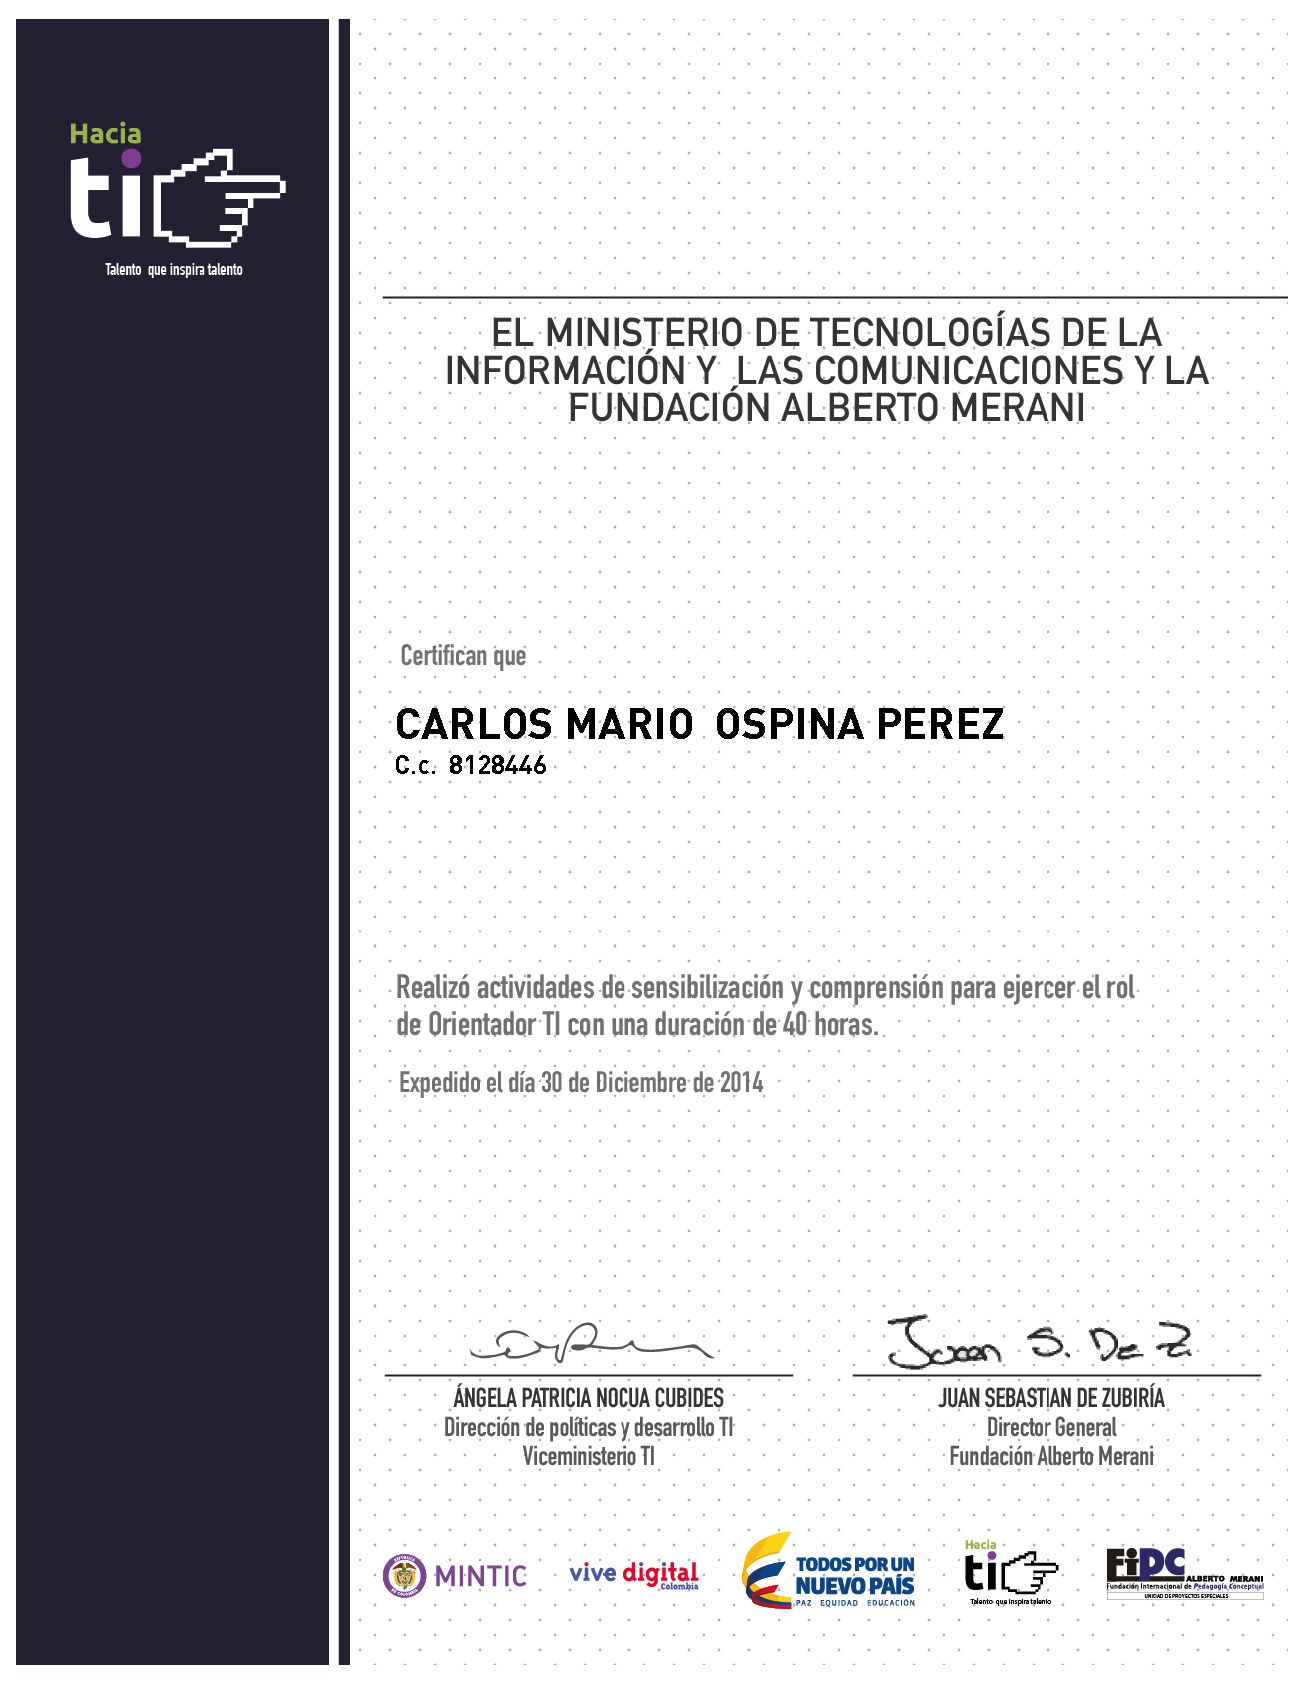 Hacia
ti
Talento que inspira talento
EL MINISTERIO DE TECNOLOGÍAS DE LA
INFORMACIÓN Y LAS COMUNICACIONES Y LA
FUNDACIÓN ALBERTO MERANI
Certifican que
CARLOS MARIO OSPINA PEREZ
C.c. 8128446
Realizó actividades de sensibilización y comprensión para ejercer el rol
de Orientador TI con una duración de 40 horas.
Expedido el día 30 de Diciembre de 2014
Juan S. De Z
ÁNGELA PATRICIA NOCUA CUBIDES
Dirección de políticas y desarrollo TI
Viceministerio TI
JUAN SEBASTIAN DE ZUBIRÍA
Director General
Fundación Alberto Merani
MINTIC
vive digital
Colombia
TODOS POR UN
NUEVO PAÍS
PAZ EQUIDAD EDUCACIÓN
Hacia
ti
Talento que inspira talento
FiPC
ALBERTO MERANI
Fundación Internacional de Pedagogía Conceptual
UNIDAD DE PROYECTOS ESPECIALES